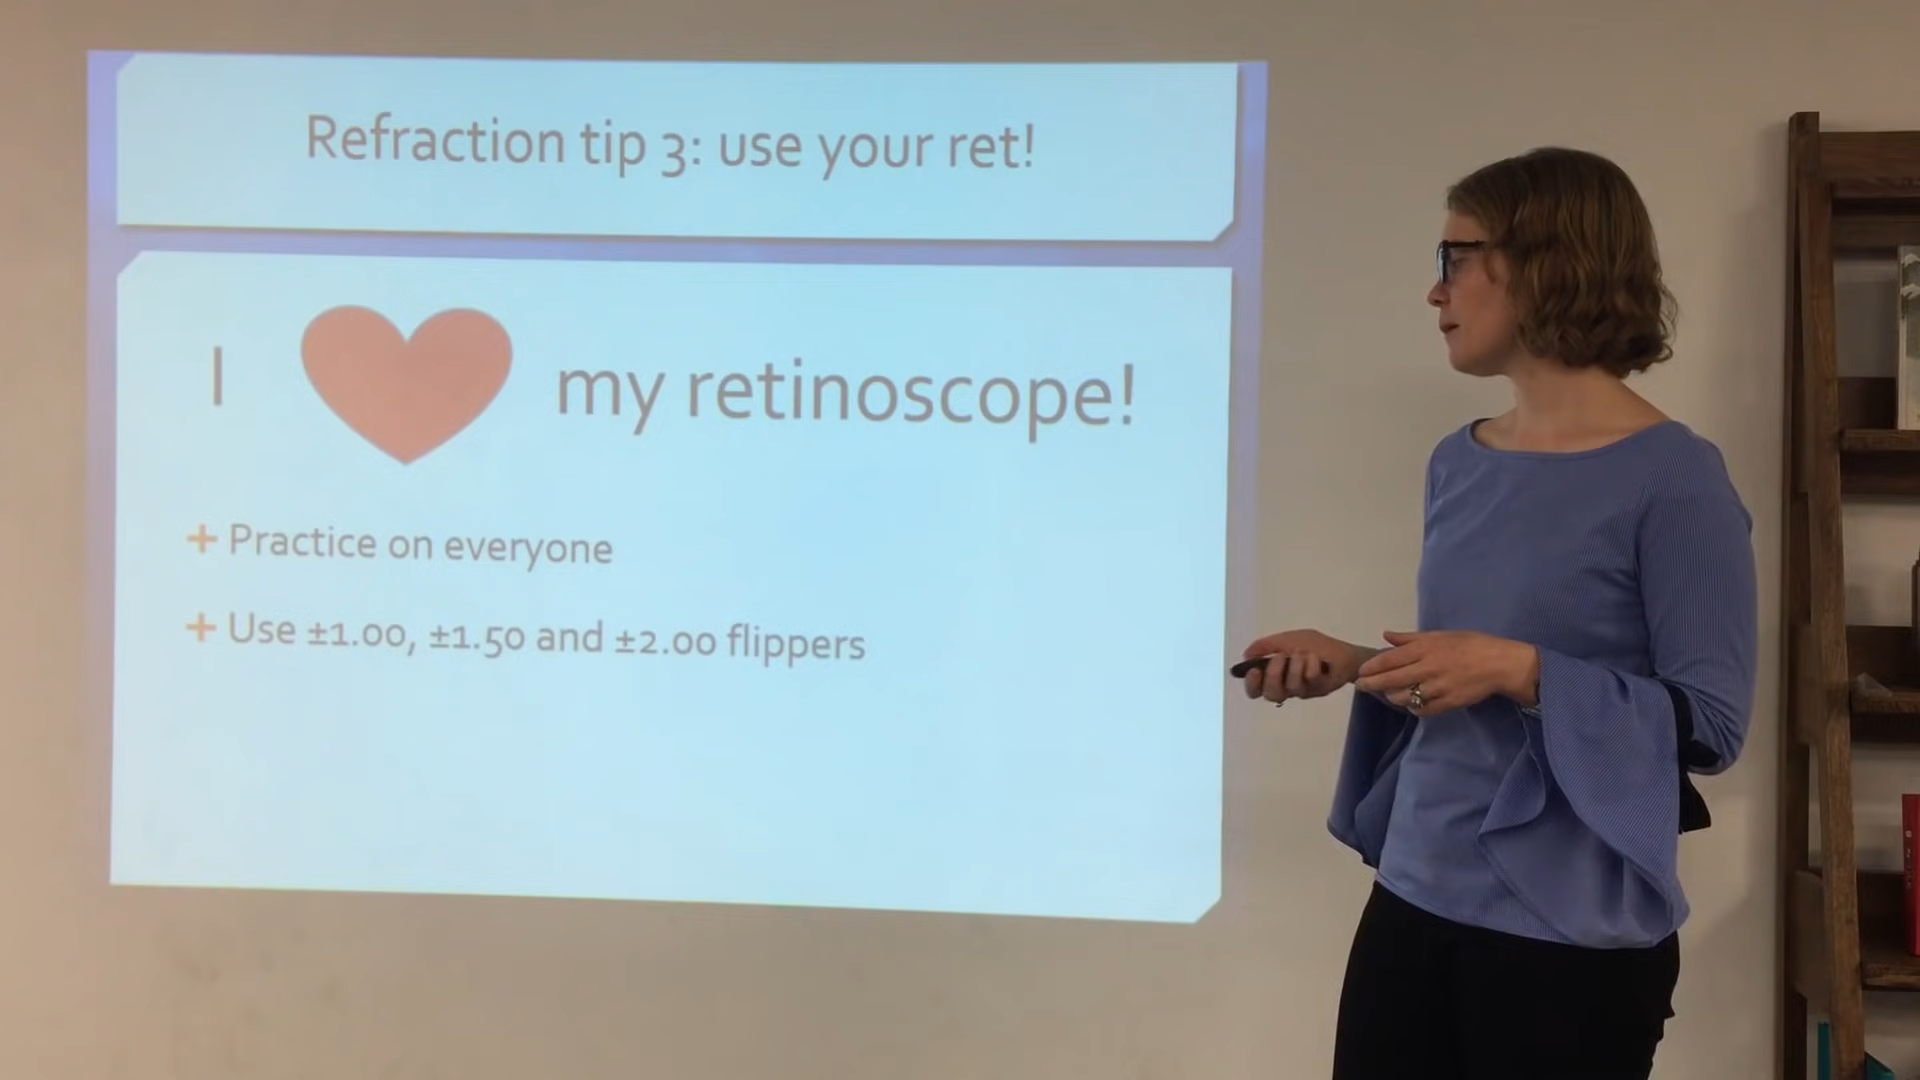 Refraction tip 3: use your ret!
I my retinoscope!
+ Practice on everyone
+ Use ±1.00, ±1.50 and ±2.00 flippers